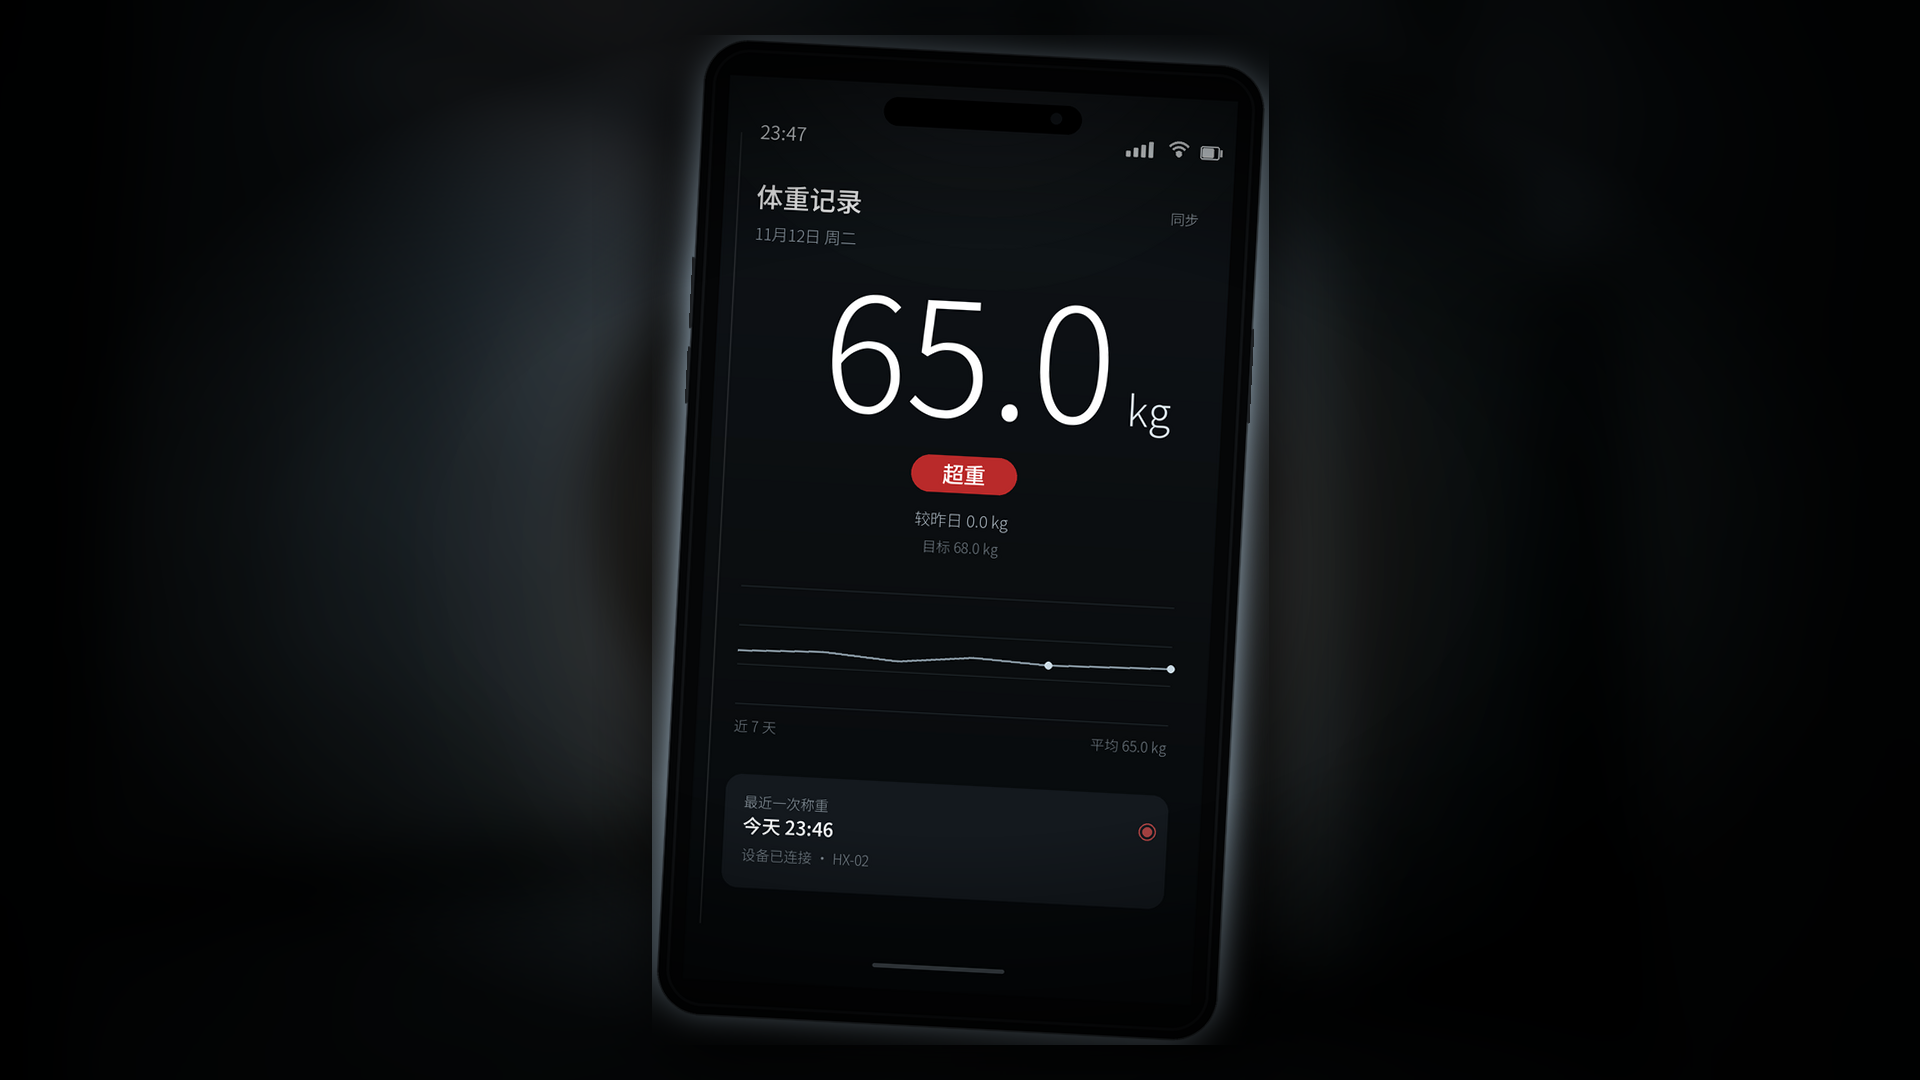 23:47
体重记录
同步
11月12日 周二
65.0 kg
超重
较昨日 0.0 kg
目标 68.0 kg
近 7 天
平均 65.0 kg
最近一次称重
今天 23:46
设备已连接 · HX-02